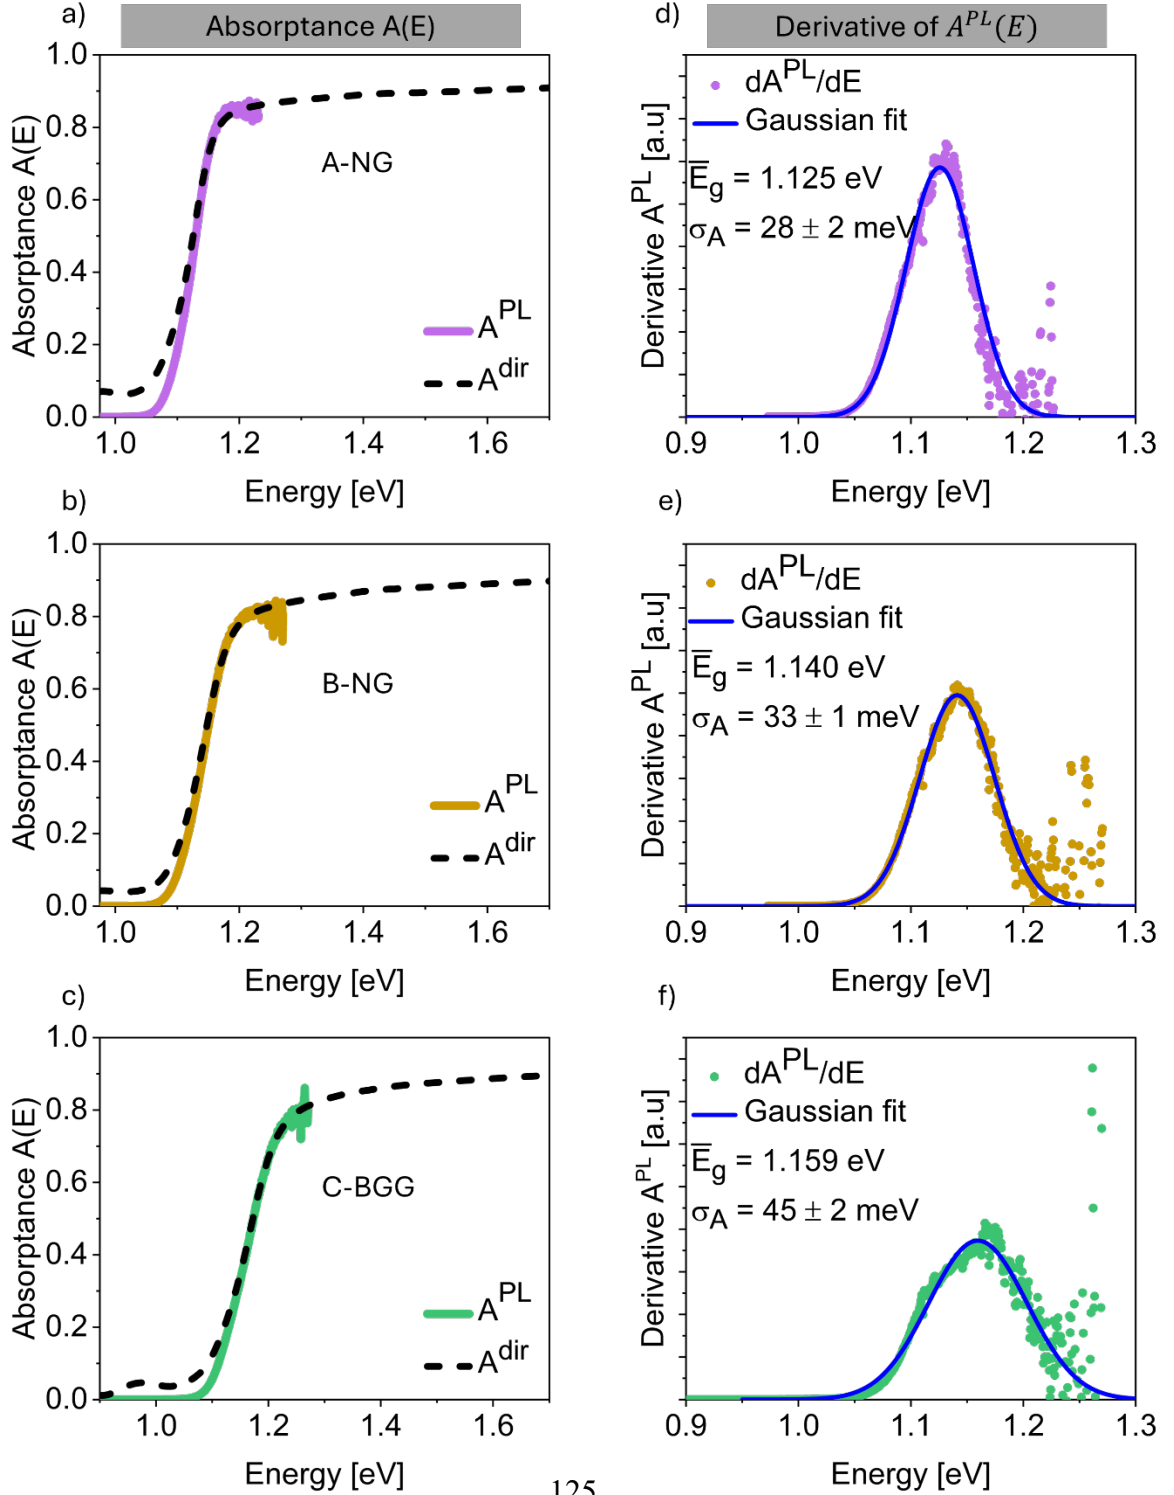 a)
Absorptance A(E)
1.0
0.8
0.6
0.4
0.2
0.0
Absorptance A(E)
A-NG
A^PL
A^dir
1.0 1.2 1.4 1.6
Energy [eV]
d)
Derivative of A^PL(E)
Derivative A^PL [a.u]
dA^PL/dE
Gaussian fit
E̅_g = 1.125 eV
σ_A = 28 ± 2 meV
0.9 1.0 1.1 1.2 1.3
Energy [eV]
b)
1.0
0.8
0.6
0.4
0.2
0.0
Absorptance A(E)
B-NG
A^PL
A^dir
1.0 1.2 1.4 1.6
Energy [eV]
e)
Derivative A^PL [a.u]
dA^PL/dE
Gaussian fit
E̅_g = 1.140 eV
σ_A = 33 ± 1 meV
0.9 1.0 1.1 1.2 1.3
Energy [eV]
c)
1.0
0.8
0.6
0.4
0.2
0.0
Absorptance A(E)
C-BGG
A^PL
A^dir
1.0 1.2 1.4 1.6
Energy [eV]
f)
Derivative A^PL [a.u]
dA^PL/dE
Gaussian fit
E̅_g = 1.159 eV
σ_A = 45 ± 2 meV
0.9 1.0 1.1 1.2 1.3
Energy [eV]
125